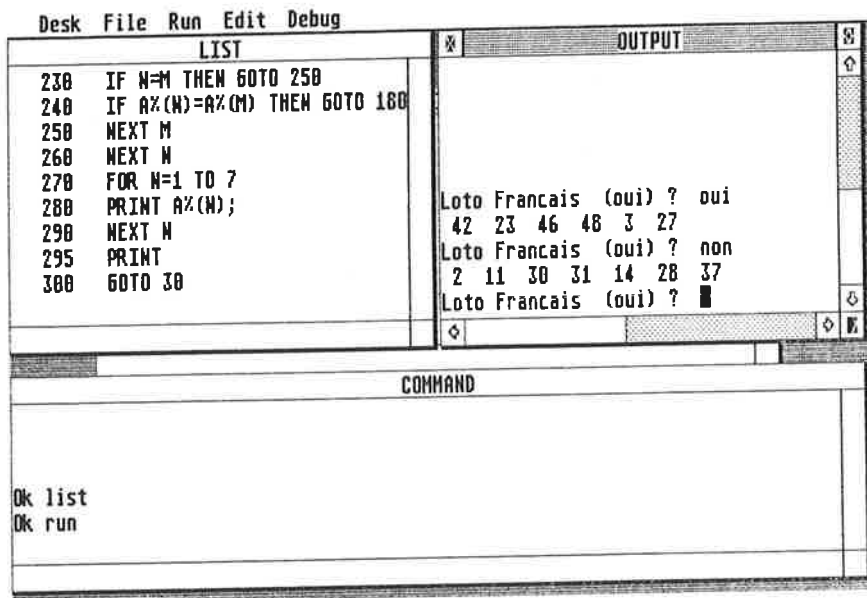 Desk File Run Edit Debug
LIST
230 IF N=M THEN GOTO 250
240 IF A%(N)=A%(M) THEN GOTO 180
250 NEXT M
260 NEXT N
270 FOR N=1 TO 7
280 PRINT A%(N);
290 NEXT N
295 PRINT
300 GOTO 30
OUTPUT
Loto Francais (oui) ? oui
42 23 46 48 3 27
Loto Francais (oui) ? non
2 11 30 31 14 28 37
Loto Francais (oui) ?
COMMAND
Ok list
Ok run